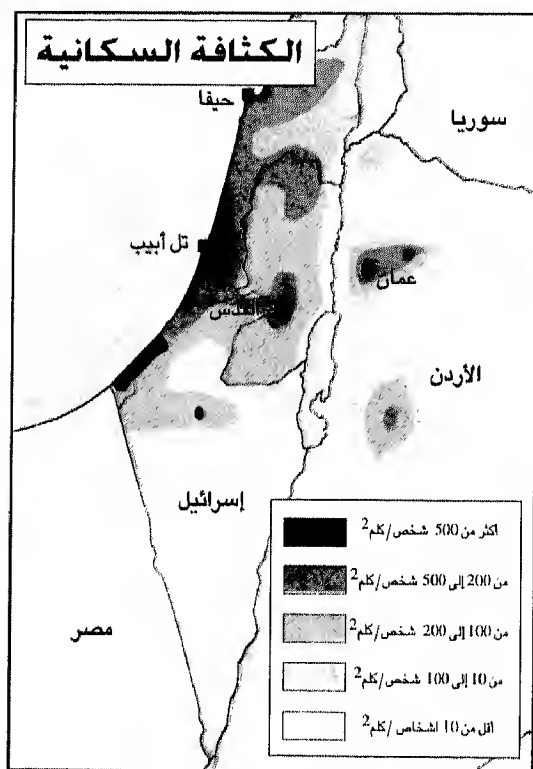 الكثافة السكانية
حيفا
سوريا
تل أبيب
عمان
القدس
الأردن
إسرائيل
مصر
اكثر من 500 شخص/كلم2
من 200 إلى 500 شخص/كلم2
من 100 إلى 200 شخص/كلم2
من 10 إلى 100 شخص/كلم2
أقل من 10 اشخاص/كلم2